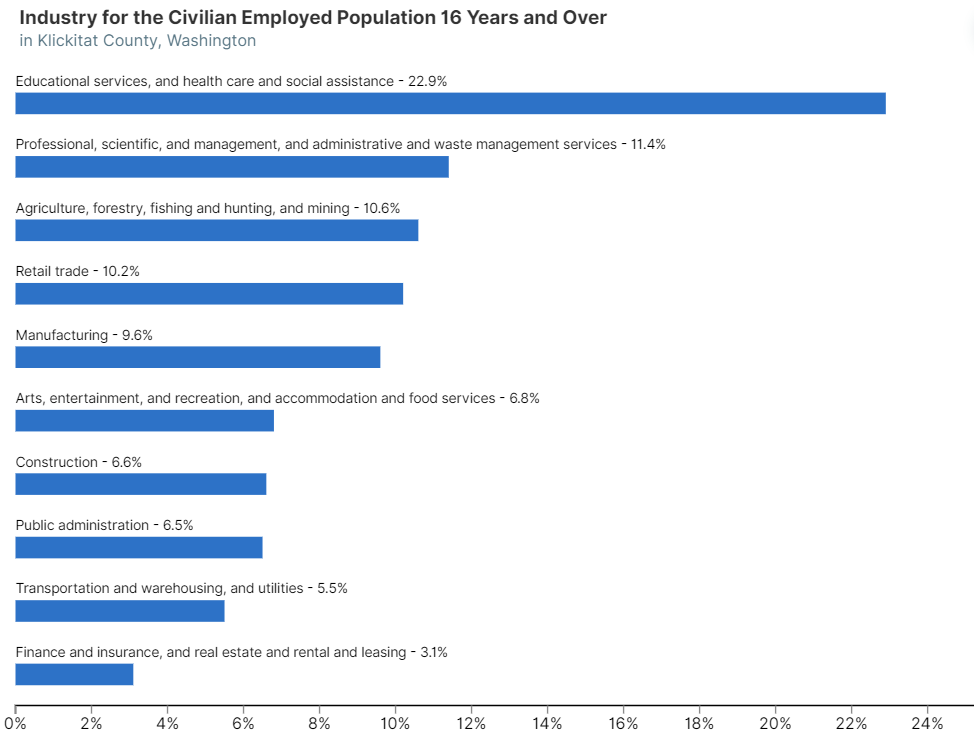 Industry for the Civilian Employed Population 16 Years and Over
in Klickitat County, Washington
Educational services, and health care and social assistance - 22.9%
Professional, scientific, and management, and administrative and waste management services - 11.4%
Agriculture, forestry, fishing and hunting, and mining - 10.6%
Retail trade - 10.2%
Manufacturing - 9.6%
Arts, entertainment, and recreation, and accommodation and food services - 6.8%
Construction - 6.6%
Public administration - 6.5%
Transportation and warehousing, and utilities - 5.5%
Finance and insurance, and real estate and rental and leasing - 3.1%
0% 2% 4% 6% 8% 10% 12% 14% 16% 18% 20% 22% 24%